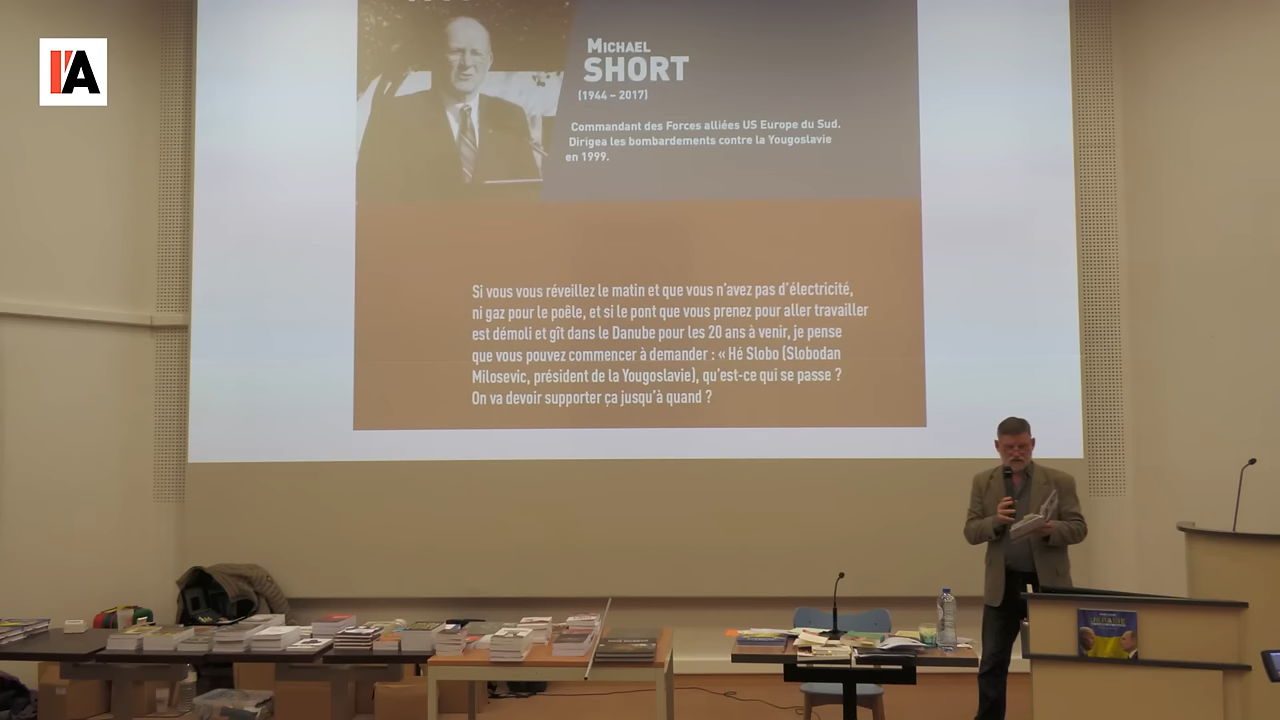 I'A
MICHAEL
SHORT
(1944 – 2017)
Commandant des Forces alliées US Europe du Sud.
Dirigea les bombardements contre la Yougoslavie
en 1999.
Si vous vous réveillez le matin et que vous n'avez pas d'électricité,
ni gaz pour le poêle, et si le pont que vous prenez pour aller travailler
est démoli et gît dans le Danube pour les 20 ans à venir, je pense
que vous pouvez commencer à demander : « Hé Slobo (Slobodan
Milosevic, président de la Yougoslavie), qu'est-ce qui se passe ?
On va devoir supporter ça jusqu'à quand ?
UKRAINE